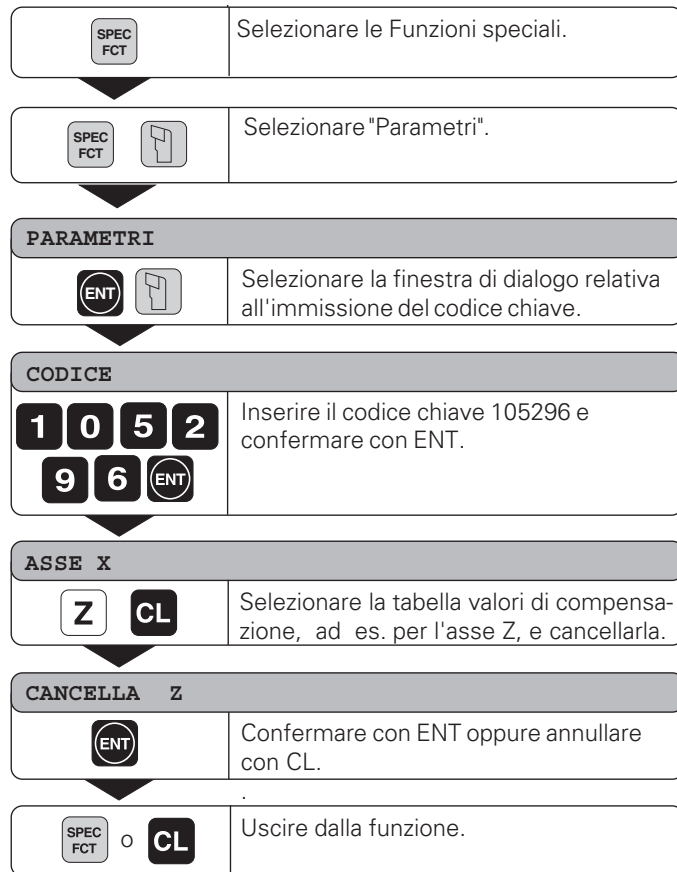 SPEC
FCT
Selezionare le Funzioni speciali.
SPEC
FCT
Selezionare "Parametri".
PARAMETRI
ENT
Selezionare la finestra di dialogo relativa
all'immissione del codice chiave.
CODICE
1 0 5 2
9 6 ENT
Inserire il codice chiave 105296 e
confermare con ENT.
ASSE X
Z CL
Selezionare la tabella valori di compensa-
zione, ad es. per l'asse Z, e cancellarla.
CANCELLA Z
ENT
Confermare con ENT oppure annullare
con CL.
.
SPEC
FCT o CL
Uscire dalla funzione.